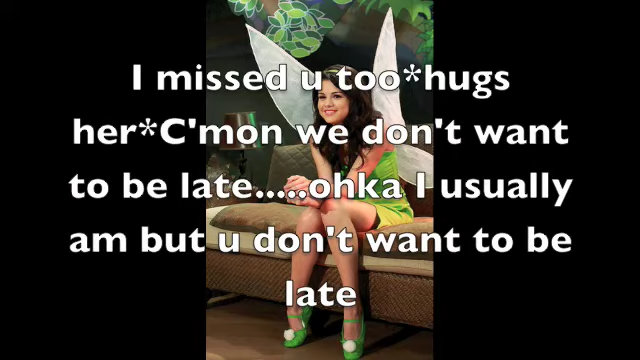 I missed u too*hugs
her*C'mon we don't want
to be late.....ohka I usually
am but u don't want to be
late